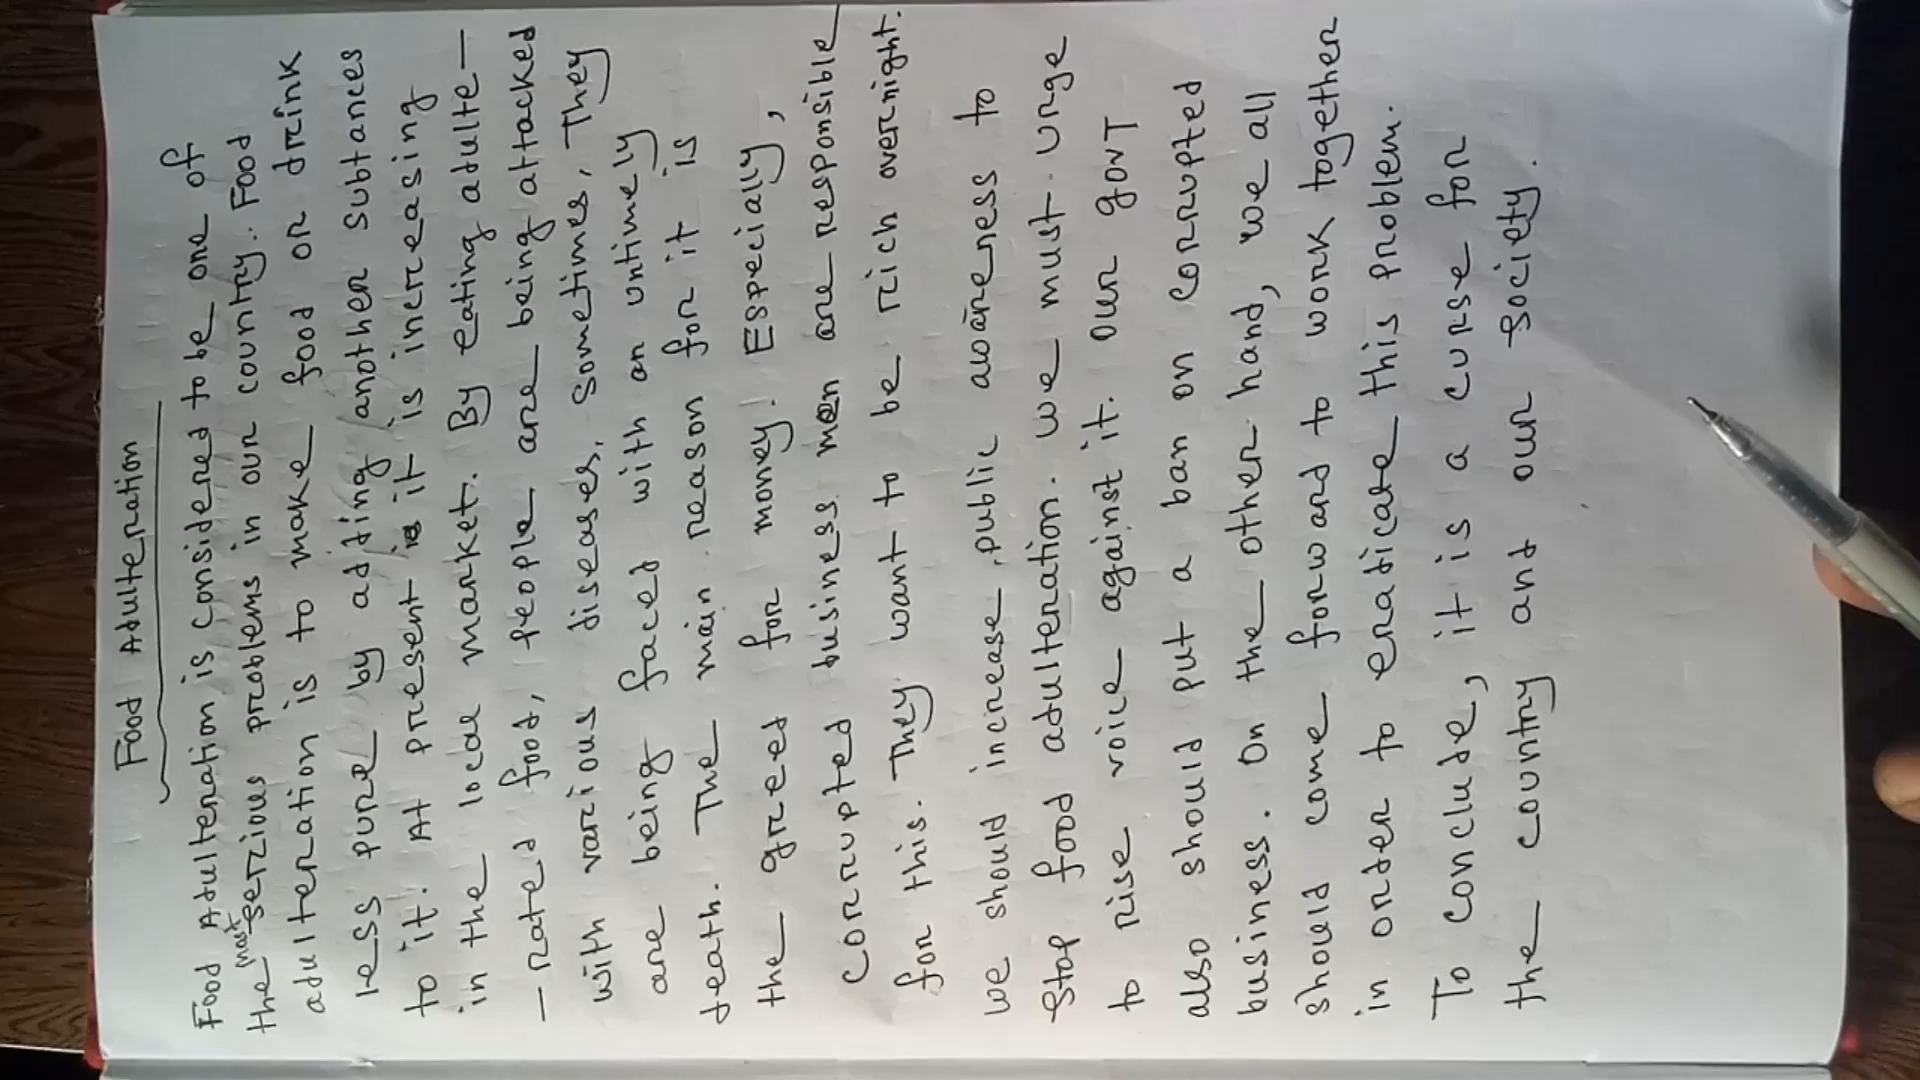 Food Adulteration
Food Adulteration is considered to be one of
the most serious problems in our country. Food
adulteration is to make food or drink
less pure by adding another subtances
to it. At present it is increasing
in the local market. By eating adulte-
-rated food, people are being attacked
with various diseases. Sometimes, They
are being faced with an untimely
death. The main reason for it is
the greed for money. Especially,
corrupted business men are responsible
for this. They want to be rich overnight.
we should increase public awareness to
stop food adulteration. we must urge
to rise voice against it. our govt
also should put a ban on corrupted
business. On the other hand, we all
should come forward to work together
in order to eradicate this problem.
To conclude, it is a curse for
the country and our society.